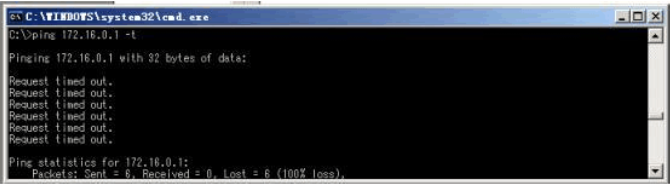 C:\WINDOWS\system32\cmd.exe
C:\>ping 172.16.0.1 -t
Pinging 172.16.0.1 with 32 bytes of data:
Request timed out.
Request timed out.
Request timed out.
Request timed out.
Request timed out.
Request timed out.
Ping statistics for 172.16.0.1:
Packets: Sent = 6, Received = 0, Lost = 6 (100% loss),